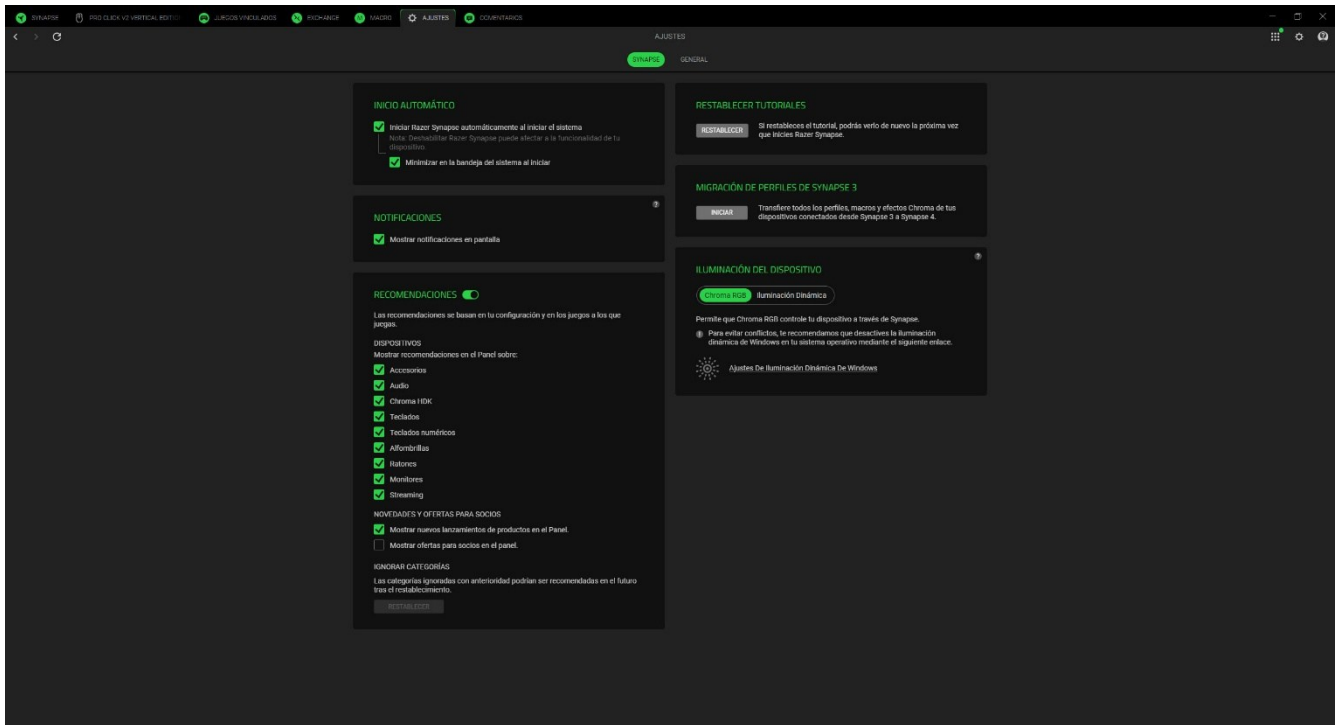 SYNAPSE
PRO CLICK V2 VERTICAL EDITIO
JUEGOS VINCULADOS
EXCHANGE
MACRO
AJUSTES
COMENTARIOS
AJUSTES
SYNAPSE
GENERAL
INICIO AUTOMÁTICO
Iniciar Razer Synapse automáticamente al iniciar el sistema
Nota: Deshabilitar Razer Synapse puede afectar a la funcionalidad de tu
dispositivo.
Minimizar en la bandeja del sistema al iniciar
NOTIFICACIONES
Mostrar notificaciones en pantalla
RECOMENDACIONES
Las recomendaciones se basan en tu configuración y en los juegos a los que
juegas.
DISPOSITIVOS
Mostrar recomendaciones en el Panel sobre:
Accesorios
Audio
Chroma HDK
Teclados
Teclados numéricos
Alfombrillas
Ratones
Monitores
Streaming
NOVEDADES Y OFERTAS PARA SOCIOS
Mostrar nuevos lanzamientos de productos en el Panel.
Mostrar ofertas para socios en el panel.
IGNORAR CATEGORÍAS
Las categorías ignoradas con anterioridad podrían ser recomendadas en el futuro
tras el restablecimiento.
RESTABLECER
RESTABLECER TUTORIALES
RESTABLECER
Si restableces el tutorial, podrás verlo de nuevo la próxima vez
que inicies Razer Synapse.
MIGRACIÓN DE PERFILES DE SYNAPSE 3
INICIAR
Transfiere todos los perfiles, macros y efectos Chroma de tus
dispositivos conectados desde Synapse 3 a Synapse 4.
ILUMINACIÓN DEL DISPOSITIVO
Chroma RGB
Iluminación Dinámica
Permite que Chroma RGB controle tu dispositivo a través de Synapse.
Para evitar conflictos, te recomendamos que desactives la iluminación
dinámica de Windows en tu sistema operativo mediante el siguiente enlace.
Ajustes De Iluminación Dinámica De Windows